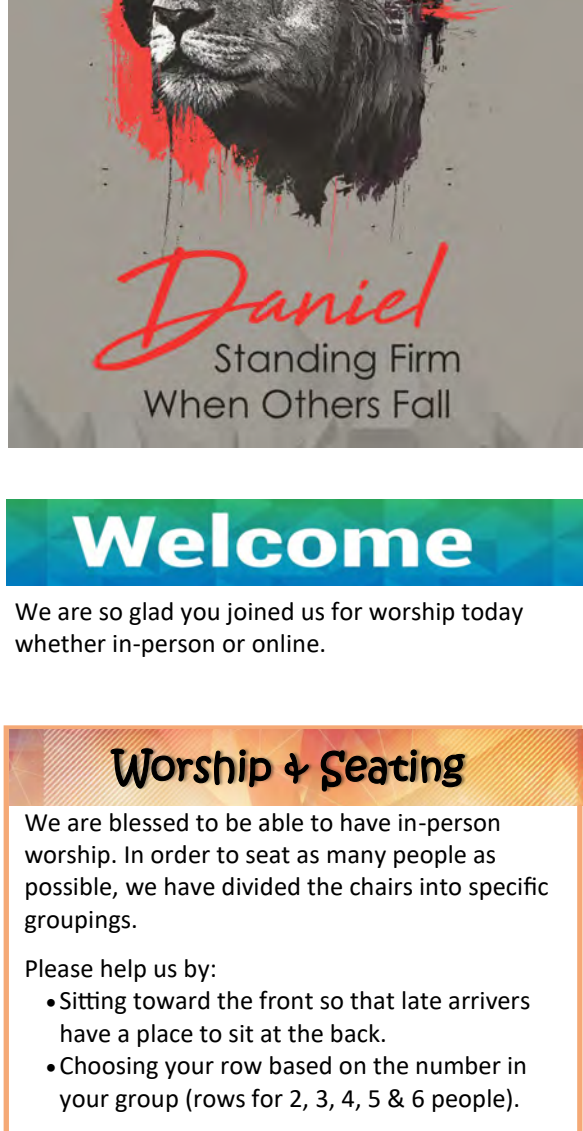 Daniel
Standing Firm
When Others Fall
Welcome
We are so glad you joined us for worship today
whether in-person or online.
Worship & Seating
We are blessed to be able to have in-person
worship. In order to seat as many people as
possible, we have divided the chairs into specific
groupings.
Please help us by:
• Sitting toward the front so that late arrivers
have a place to sit at the back.
• Choosing your row based on the number in
your group (rows for 2, 3, 4, 5 & 6 people).